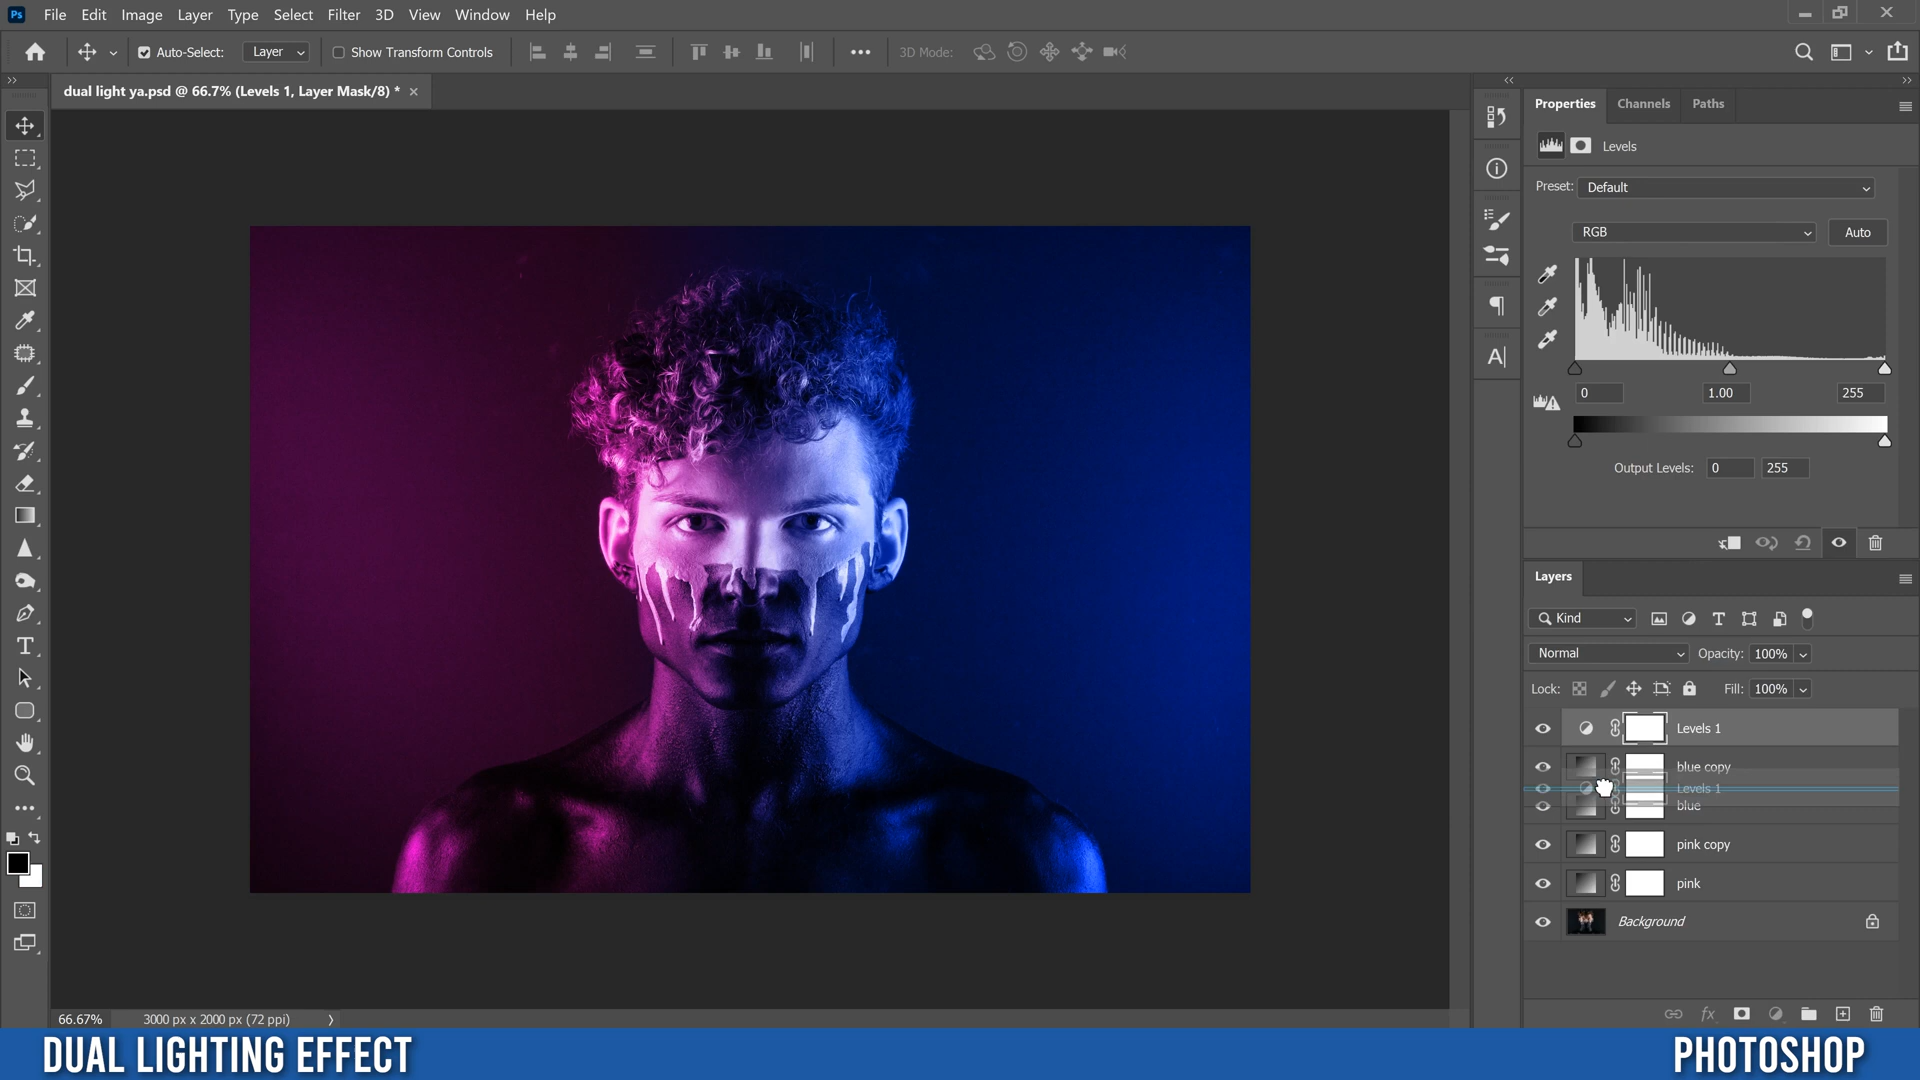 Ps File Edit Image Layer Type Select Filter 3D View Window Help
Auto-Select: Layer Show Transform Controls 3D Mode:
dual light ya.psd @ 66.7% (Levels 1, Layer Mask/8) *
Properties Channels Paths
Levels
Preset: Default
RGB Auto
0 1.00 255
Output Levels: 0 255
Layers
Kind
Normal Opacity: 100%
Lock: Fill: 100%
Levels 1
blue copy
Levels 1
blue
pink copy
pink
Background
66.67% 3000 px x 2000 px (72 ppi)
DUAL LIGHTING EFFECT
PHOTOSHOP